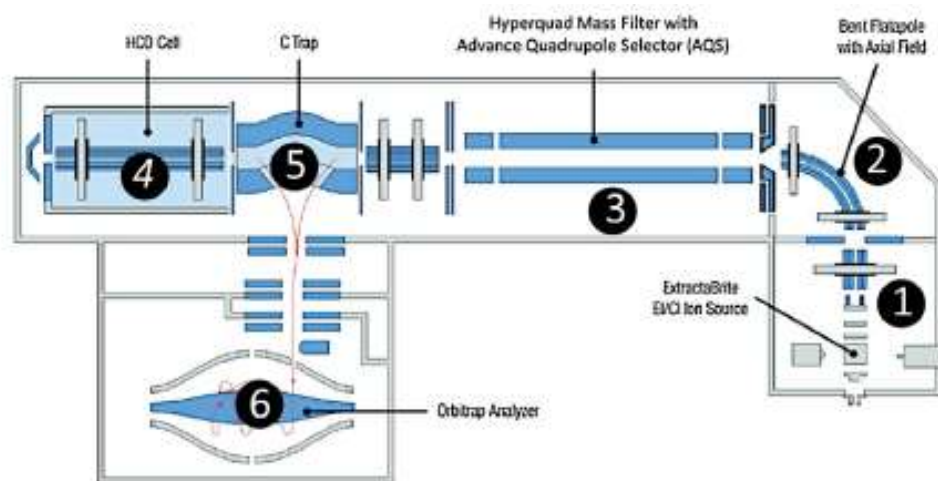 HCD Cell
C Trap
Hyperquad Mass Filter with
Advance Quadrupole Selector (AQS)
Bent Flatapole
with Axial Field
4
5
3
2
1
ExtractaBrite
EI/CI Ion Source
6
Orbitrap Analyzer